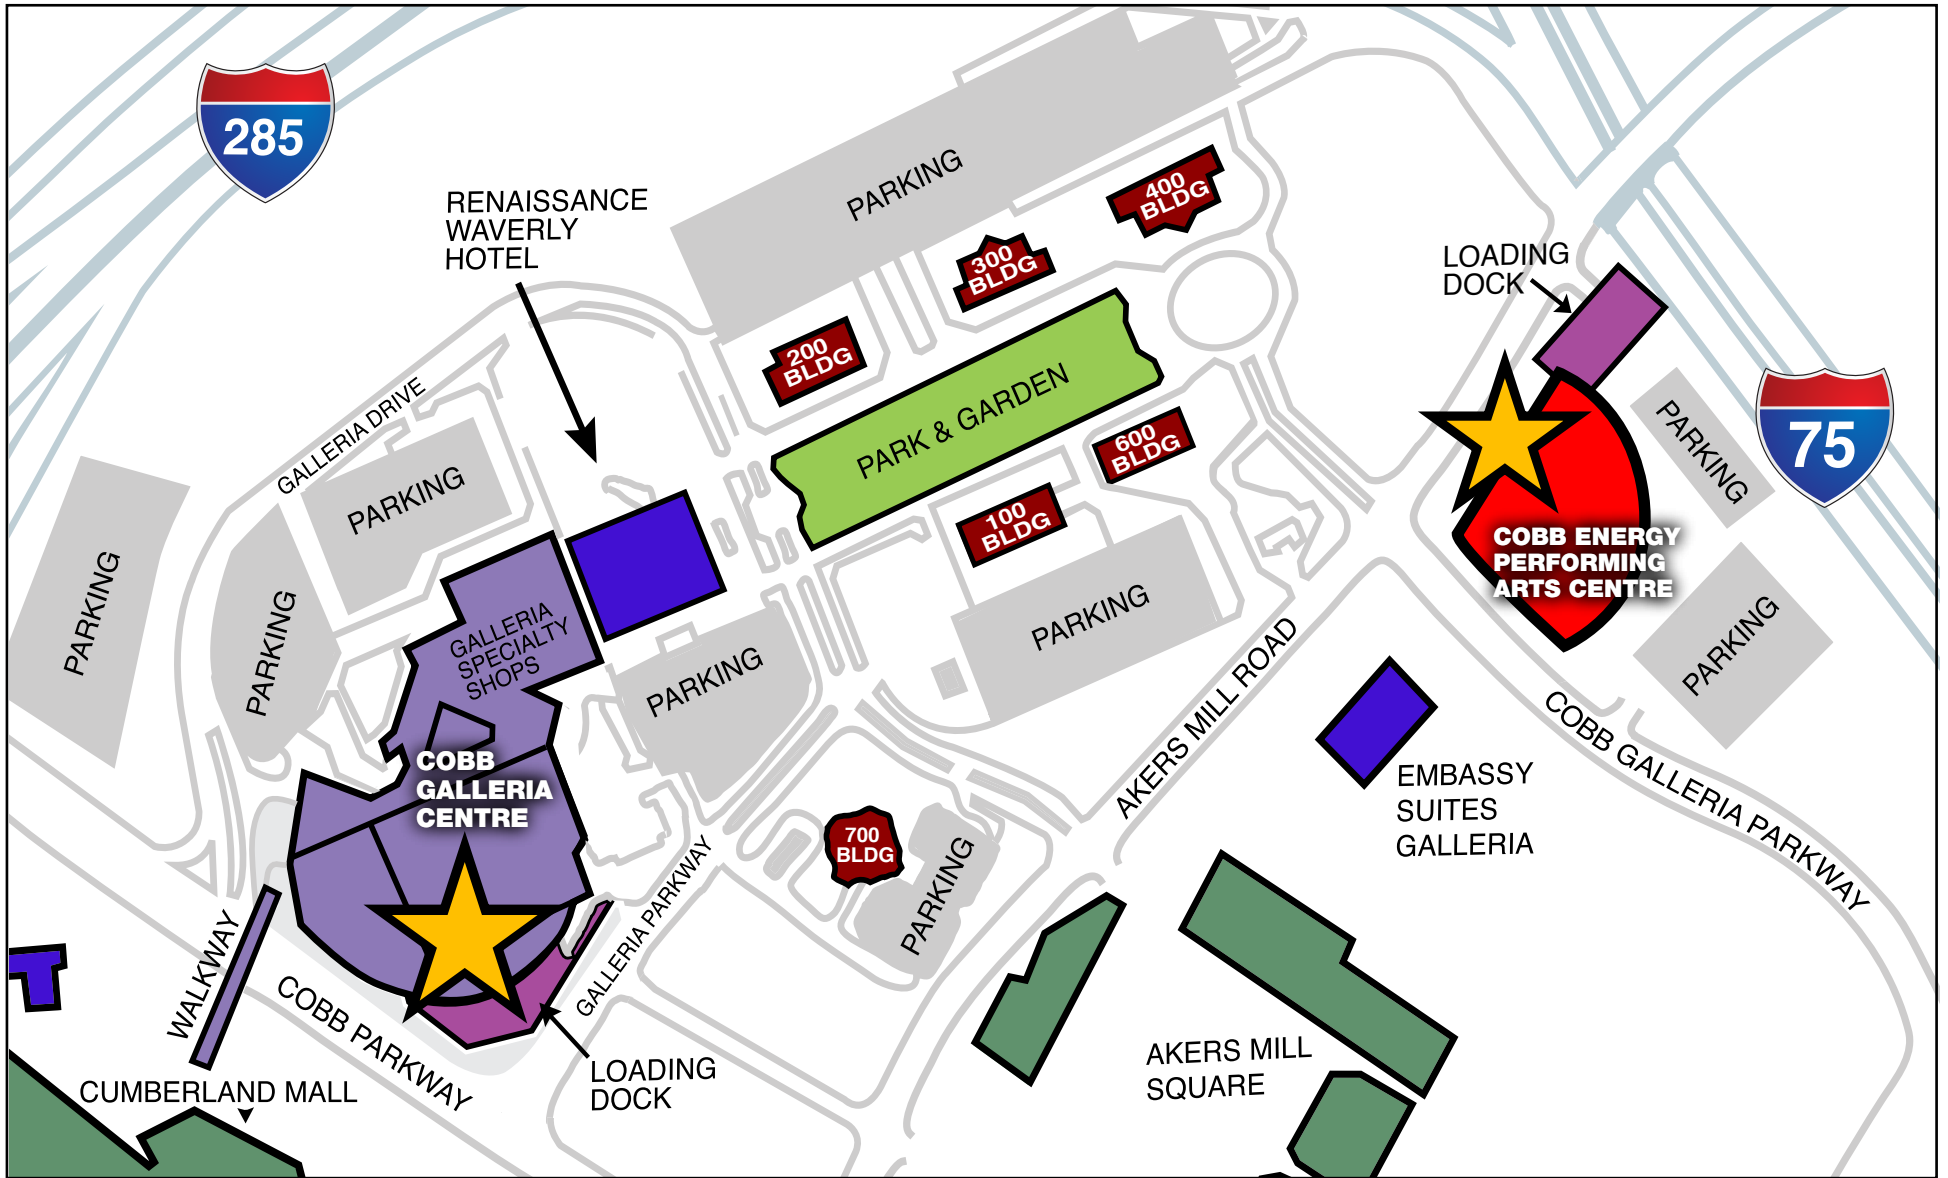 285
RENAISSANCE
WAVERLY
HOTEL
PARKING
400
BLDG
300
BLDG
200
BLDG
LOADING
DOCK
PARK & GARDEN
GALLERIA DRIVE
PARKING
600
BLDG
100
BLDG
PARKING
75
COBB ENERGY
PERFORMING
ARTS CENTRE
PARKING
PARKING
PARKING
GALLERIA
SPECIALTY
SHOPS
PARKING
PARKING
PARKING
AKERS MILL ROAD
COBB GALLERIA PARKWAY
EMBASSY
SUITES
GALLERIA
COBB
GALLERIA
CENTRE
700
BLDG
PARKING
GALLERIA PARKWAY
WALKWAY
COBB PARKWAY
LOADING
DOCK
CUMBERLAND MALL
AKERS MILL
SQUARE